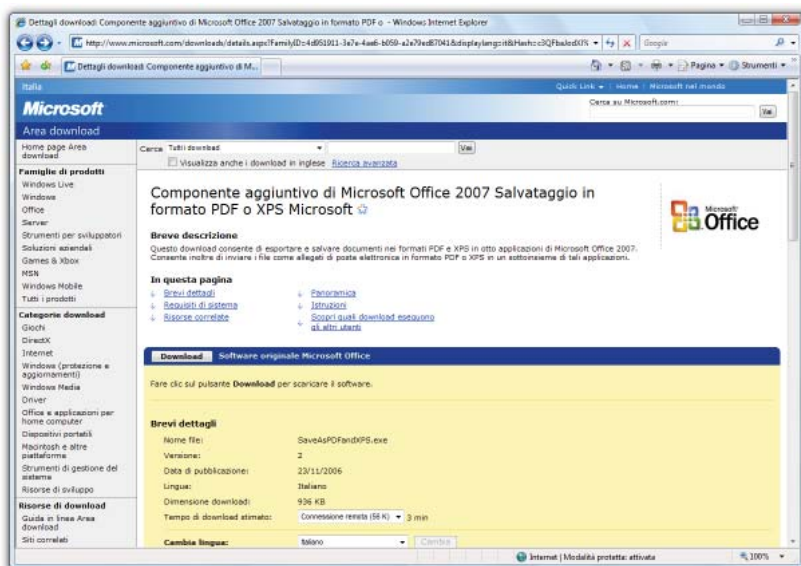 Dettagli download: Componente aggiuntivo di Microsoft Office 2007 Salvataggio in formato PDF o - Windows Internet Explorer
Google
Dettagli download: Componente aggiuntivo di M...
Pagina
Strumenti
Italia
Quick Link | Home | Microsoft nel mondo
Microsoft
Cerca su Microsoft.com:
Vai
Area download
Home page Area download
Cerca Tutti i download Vai
Visualizza anche i download in inglese Ricerca avanzata
Famiglie di prodotti
Windows Live
Windows
Office
Server
Strumenti per sviluppatori
Soluzioni aziendali
Games & Xbox
MSN
Windows Mobile
Tutti i prodotti
Categorie download
Giochi
DirectX
Internet
Windows (protezione e aggiornamenti)
Windows Media
Driver
Office e applicazioni per home computer
Dispositivi portatili
Macintosh e altre piattaforme
Strumenti di gestione del sistema
Risorse di sviluppo
Risorse di download
Guida in linea Area download
Siti correlati
Componente aggiuntivo di Microsoft Office 2007 Salvataggio in
formato PDF o XPS Microsoft
Microsoft
Office
Breve descrizione
Questo download consente di esportare e salvare documenti nei formati PDF e XPS in otto applicazioni di Microsoft Office 2007.
Consente inoltre di inviare i file come allegati di posta elettronica in formato PDF o XPS in un sottoinsieme di tali applicazioni.
In questa pagina
Brevi dettagli
Requisiti di sistema
Risorse correlate
Panoramica
Istruzioni
Scopri quali download eseguono
gli altri utenti
Download Software originale Microsoft Office
Fare clic sul pulsante Download per scaricare il software.
Brevi dettagli
Nome file: SaveAsPDFandXPS.exe
Versione: 2
Data di pubblicazione: 23/11/2006
Lingua: Italiano
Dimensione download: 936 KB
Tempo di download stimato: Connessione remota (56 K) 3 min
Cambia lingua: Italiano Cambia
Internet | Modalità protetta: attivata
100%